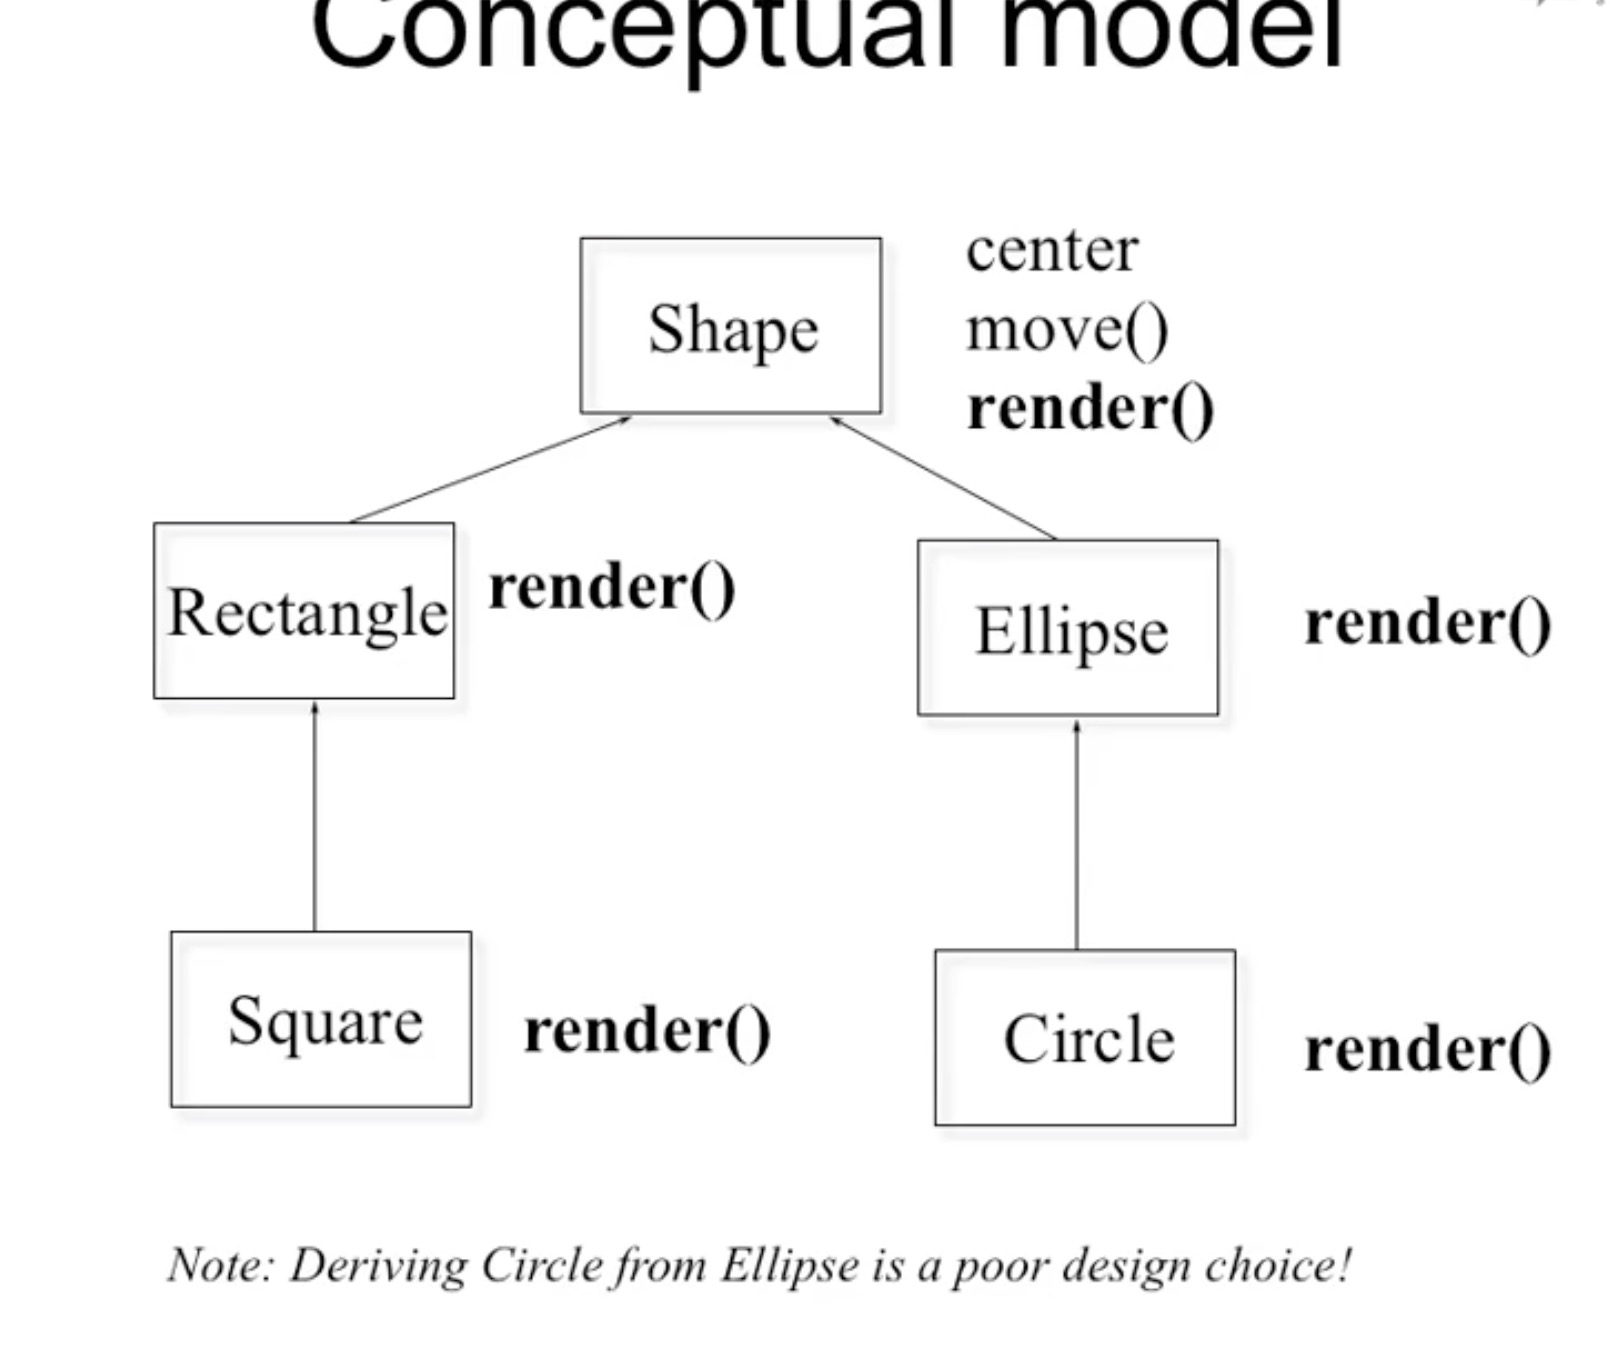 Conceptual model
center
Shape
move()
render()
Rectangle
render()
Ellipse
render()
Square
render()
Circle
render()
Note: Deriving Circle from Ellipse is a poor design choice!